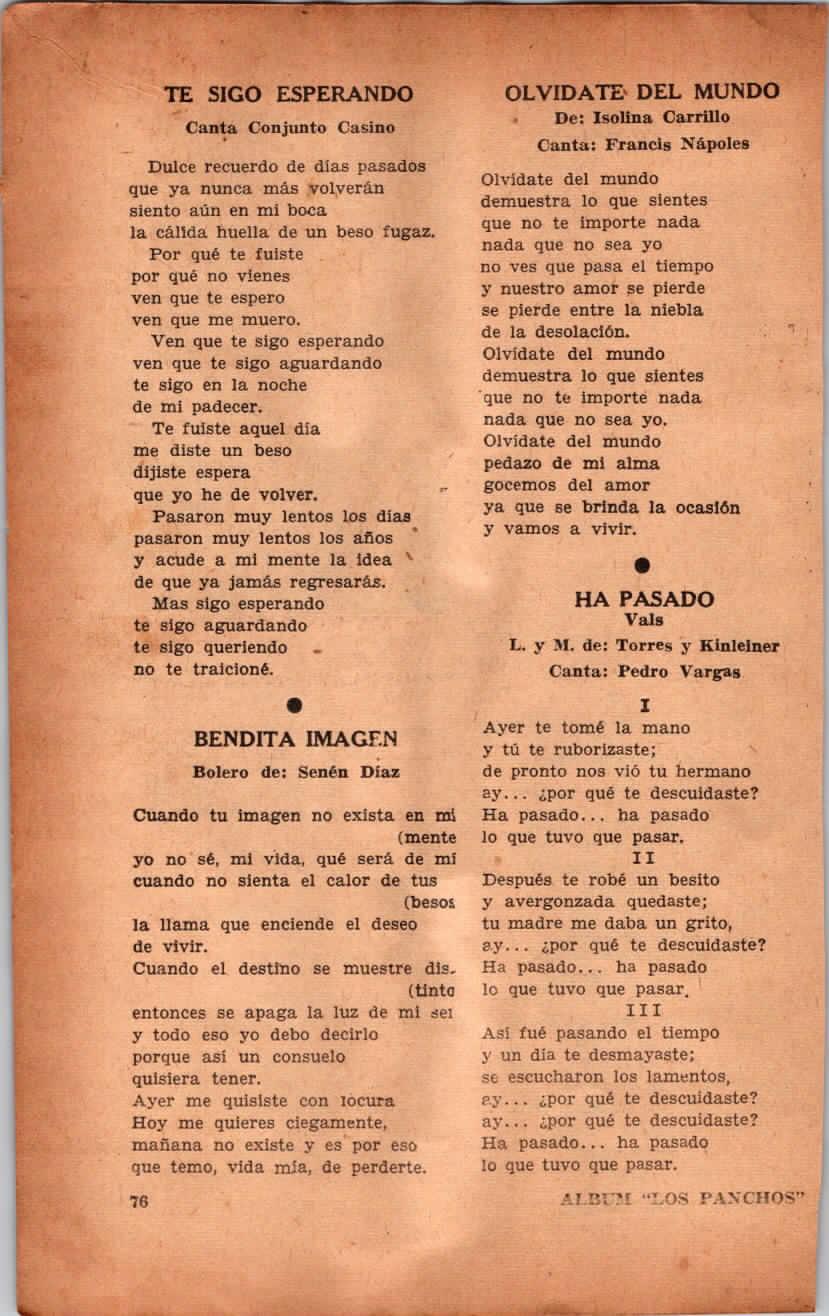 TE SIGO ESPERANDO
Canta Conjunto Casino
Dulce recuerdo de días pasados
que ya nunca más volverán
siento aún en mi boca
la cálida huella de un beso fugaz.
Por qué te fuiste
por qué no vienes
ven que te espero
ven que me muero.
Ven que te sigo esperando
ven que te sigo aguardando
te sigo en la noche
de mi padecer.
Te fuiste aquel día
me diste un beso
dijiste espera
que yo he de volver.
Pasaron muy lentos los días
pasaron muy lentos los años
y acude a mi mente la idea
de que ya jamás regresarás.
Mas sigo esperando
te sigo aguardando
te sigo queriendo
no te traicioné.
BENDITA IMAGEN
Bolero de: Senén Díaz
Cuando tu imagen no exista en mi
(mente
yo no sé, mi vida, qué será de mí
cuando no sienta el calor de tus
(besos
la llama que enciende el deseo
de vivir.
Cuando el destino se muestre dis-
(tinto
entonces se apaga la luz de mi ser
y todo eso yo debo decirlo
porque así un consuelo
quisiera tener.
Ayer me quisiste con locura
Hoy me quieres ciegamente,
mañana no existe y es por eso
que temo, vida mía, de perderte.
76
OLVIDATE DEL MUNDO
De: Isolina Carrillo
Canta: Francis Nápoles
Olvídate del mundo
demuestra lo que sientes
que no te importe nada
nada que no sea yo
no ves que pasa el tiempo
y nuestro amor se pierde
se pierde entre la niebla
de la desolación.
Olvídate del mundo
demuestra lo que sientes
que no te importe nada
nada que no sea yo.
Olvídate del mundo
pedazo de mi alma
gocemos del amor
ya que se brinda la ocasión
y vamos a vivir.
HA PASADO
Vals
L. y M. de: Torres y Kinleiner
Canta: Pedro Vargas
I
Ayer te tomé la mano
y tú te ruborizaste;
de pronto nos vió tu hermano
ay... ¿por qué te descuidaste?
Ha pasado... ha pasado
lo que tuvo que pasar.
II
Después te robé un besito
y avergonzada quedaste;
tu madre me daba un grito,
ay... ¿por qué te descuidaste?
Ha pasado... ha pasado
lo que tuvo que pasar.
III
Así fué pasando el tiempo
y un día te desmayaste;
se escucharon los lamentos,
ay... ¿por qué te descuidaste?
ay... ¿por qué te descuidaste?
Ha pasado... ha pasado
lo que tuvo que pasar.
ALBUM "LOS PANCHOS"